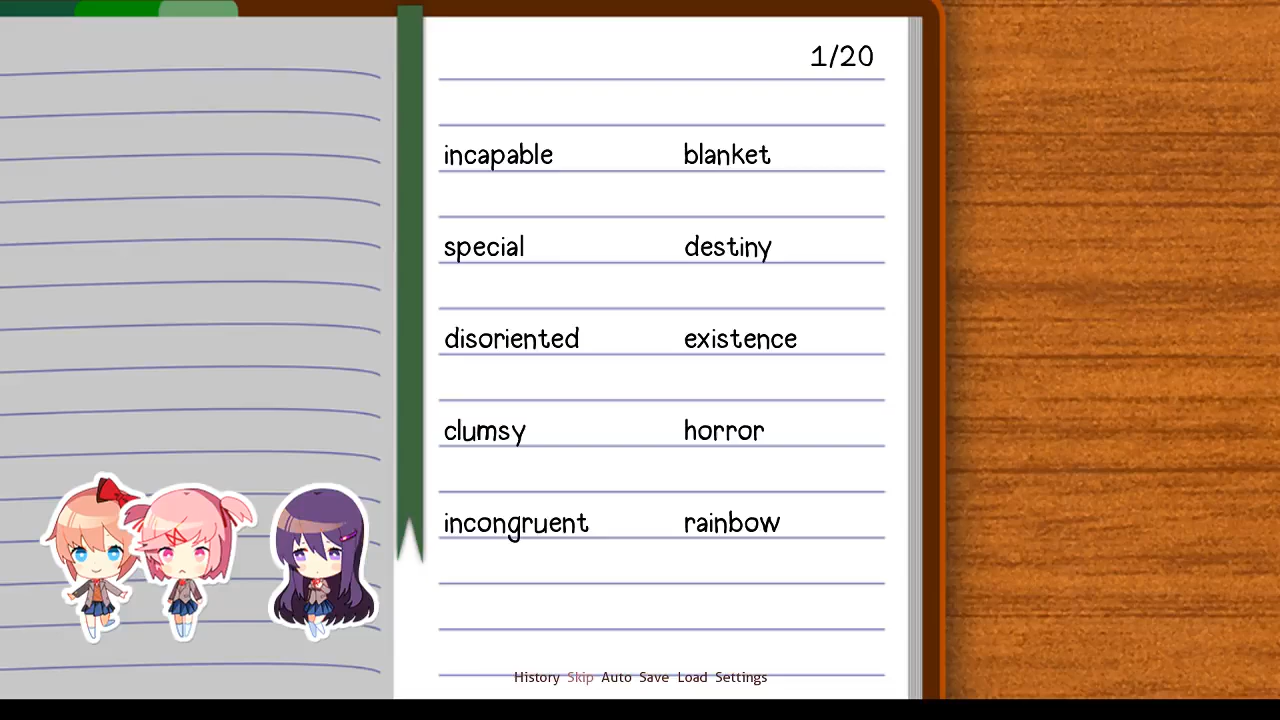 1/20
incapable blanket
special destiny
disoriented existence
clumsy horror
incongruent rainbow
History Skip Auto Save Load Settings